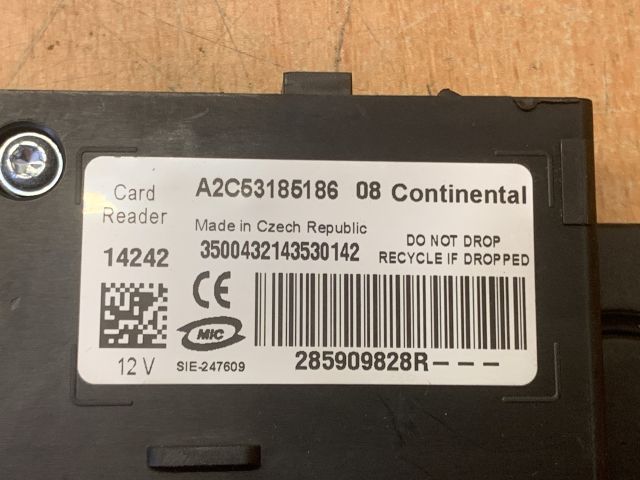 Card Reader
A2C53185186 08 Continental
Made in Czech Republic
14242
3500432143530142
DO NOT DROP
RECYCLE IF DROPPED
CE
MIC
12 V
SIE-247609
285909828R---